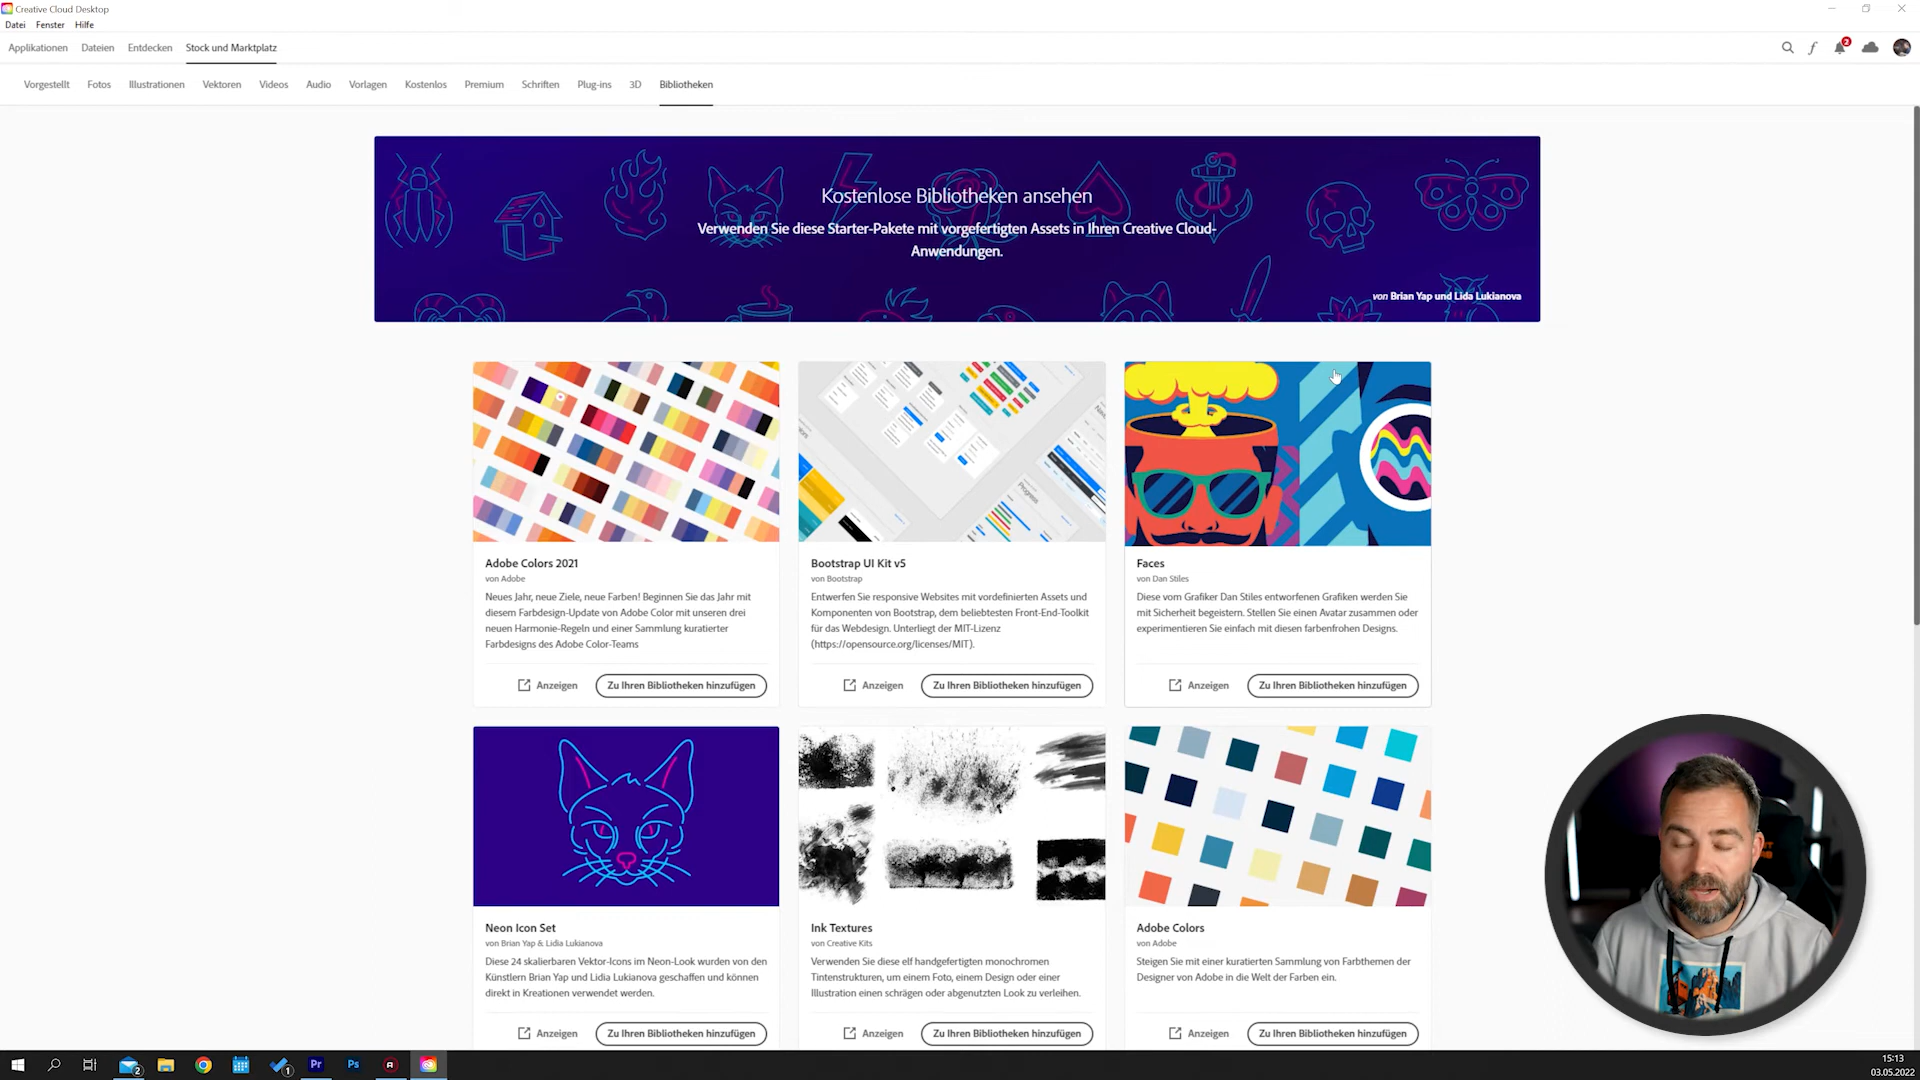 Creative Cloud Desktop
Datei Fenster Hilfe
Applikationen Dateien Entdecken Stock und Marktplatz
2
Vorgestellt Fotos Illustrationen Vektoren Videos Audio Vorlagen Kostenlos Premium Schriften Plug-ins 3D Bibliotheken
Kostenlose Bibliotheken ansehen
Verwenden Sie diese Starter-Pakete mit vorgefertigten Assets in Ihren Creative Cloud-
Anwendungen.
von Brian Yap und Lida Lukianova
Adobe Colors 2021
von Adobe
Neues Jahr, neue Ziele, neue Farben! Beginnen Sie das Jahr mit
diesem Farbdesign-Update von Adobe Color mit unseren drei
neuen Harmonie-Regeln und einer Sammlung kuratierter
Farbdesigns des Adobe Color-Teams
Anzeigen Zu Ihren Bibliotheken hinzufügen
Progress
Bootstrap UI Kit v5
von Bootstrap
Entwerfen Sie responsive Websites mit vordefinierten Assets und
Komponenten von Bootstrap, dem beliebtesten Front-End-Toolkit
für das Webdesign. Unterliegt der MIT-Lizenz
(https://opensource.org/licenses/MIT).
Anzeigen Zu Ihren Bibliotheken hinzufügen
Faces
von Dan Stiles
Diese vom Grafiker Dan Stiles entworfenen Grafiken werden Sie
mit Sicherheit begeistern. Stellen Sie einen Avatar zusammen oder
experimentieren Sie einfach mit diesen farbenfrohen Designs.
Anzeigen Zu Ihren Bibliotheken hinzufügen
Neon Icon Set
von Brian Yap & Lidia Lukianova
Diese 24 skalierbaren Vektor-Icons im Neon-Look wurden von den
Künstlern Brian Yap und Lidia Lukianova geschaffen und können
direkt in Kreationen verwendet werden.
Anzeigen Zu Ihren Bibliotheken hinzufügen
Ink Textures
von Creative Kits
Verwenden Sie diese elf handgefertigten monochromen
Tintenstrukturen, um einem Foto, einem Design oder einer
Illustration einen schrägen oder abgenutzten Look zu verleihen.
Anzeigen Zu Ihren Bibliotheken hinzufügen
Adobe Colors
von Adobe
Steigen Sie mit einer kuratierten Sammlung von Farbthemen der
Designer von Adobe in die Welt der Farben ein.
Anzeigen Zu Ihren Bibliotheken hinzufügen
2 1 Pr Ps
15:13
03.05.2022